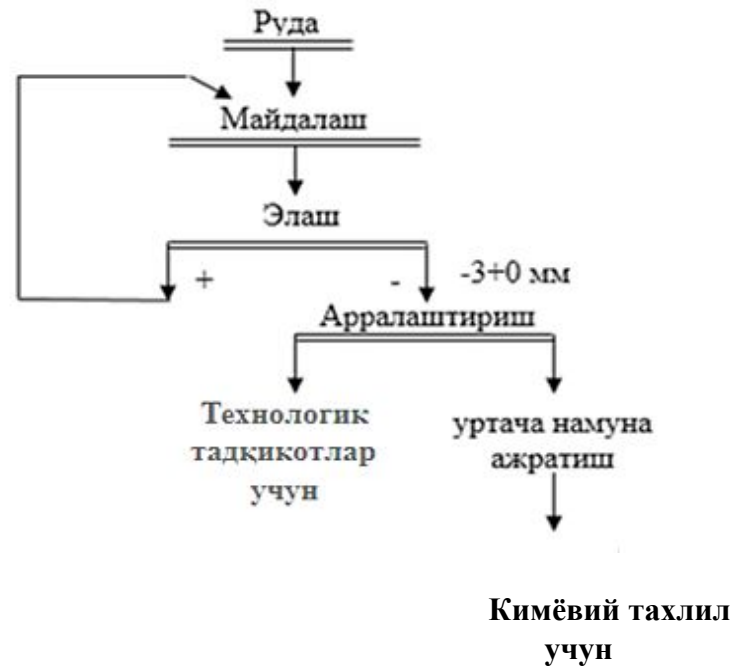 Руда
Майдалаш
Элаш
+
-
-3+0 мм
Арралаштириш
Технологик
тадқикотлар
учун
уртача намуна
ажратиш
Кимёвий тахлил
учун